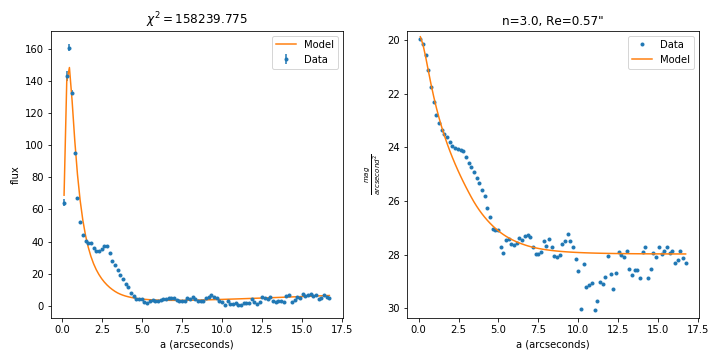 χ² = 158239.775
flux
160
140
120
100
80
60
40
20
0
Model
Data
0.0 2.5 5.0 7.5 10.0 12.5 15.0 17.5
a (arcseconds)
n=3.0, Re=0.57"
mag/arcsecond²
20
22
24
26
28
30
Data
Model
0.0 2.5 5.0 7.5 10.0 12.5 15.0 17.5
a (arcseconds)